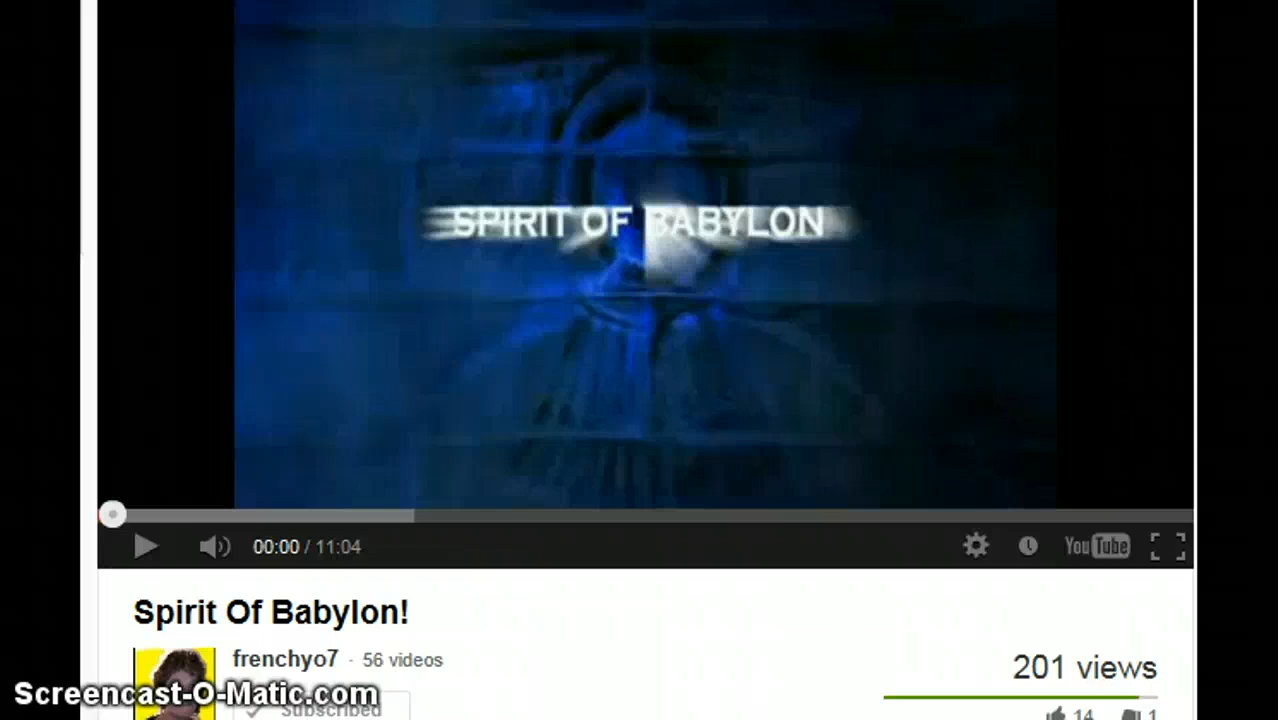 SPIRIT OF BABYLON
00:00 / 11:04
YouTube
Spirit Of Babylon!
frenchyo7 · 56 videos
201 views
Screencast-O-Matic.com
Subscribed
14 1